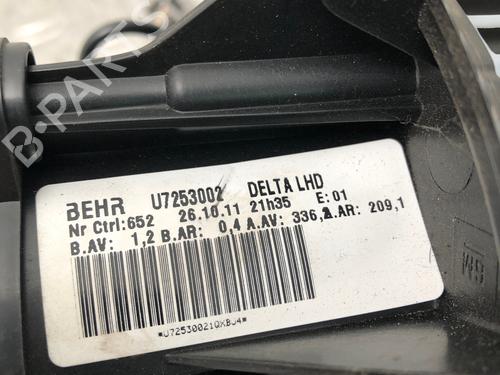 B-PARTS
BEHR U7253002 DELTA LHD
Nr Ctrl:652 26.10.11 21h35 E:01
B.AV: 1,2 B.AR: 0,4 A.AV: 336, A.AR: 209,1
*U7253002IQXBJ4*